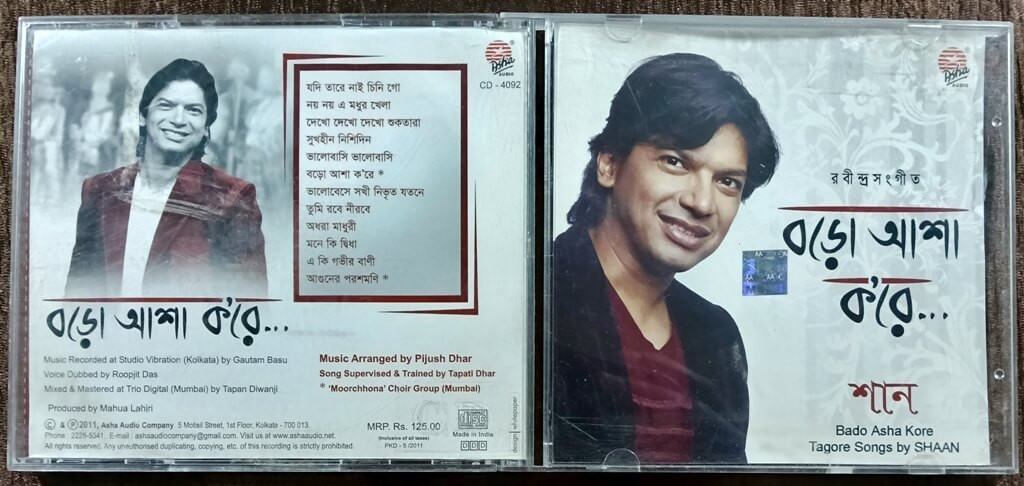 Asha
AUDIO
CD - 4092
যদি তারে নাই চিনি গো
নয় নয় এ মধুর খেলা
দেখো দেখো দেখো শুকতারা
সুখহীন নিশিদিন
ভালোবাসি ভালোবাসি
বড়ো আশা ক'রে *
ভালোবেসে সখী নিভৃত যতনে
তুমি রবে নীরবে
অধরা মাধুরী
মনে কি দ্বিধা
এ কি গভীর বাণী
আগুনের পরশমণি *
বড়ো আশা ক'রে...
Music Recorded at Studio Vibration (Kolkata) by Gautam Basu
Voice Dubbed by Roopjit Das
Mixed & Mastered at Trio Digital (Mumbai) by Tapan Diwanji
Produced by Mahua Lahiri
Music Arranged by Pijush Dhar
Song Supervised & Trained by Tapati Dhar
* 'Moorchhona' Choir Group (Mumbai)
© & ℗ 2011, Asha Audio Company. 5 Motisil Street, 1st Floor, Kolkata - 700 013.
Phone : 2228-5341, E-mail : ashaaudiocompany@gmail.com. Visit us at www.ashaaudio.net.
All rights reserved. Any unauthorised duplicating, copying, etc. of this recording is strictly prohibited.
MRP. Rs. 125.00
(Inclusive of all taxes)
PKD - 5 /2011
Made in India
design | whitepaper
Asha
AUDIO
রবীন্দ্রসংগীত
বড়ো আশা
ক'রে...
শান
Bado Asha Kore
Tagore Songs by SHAAN